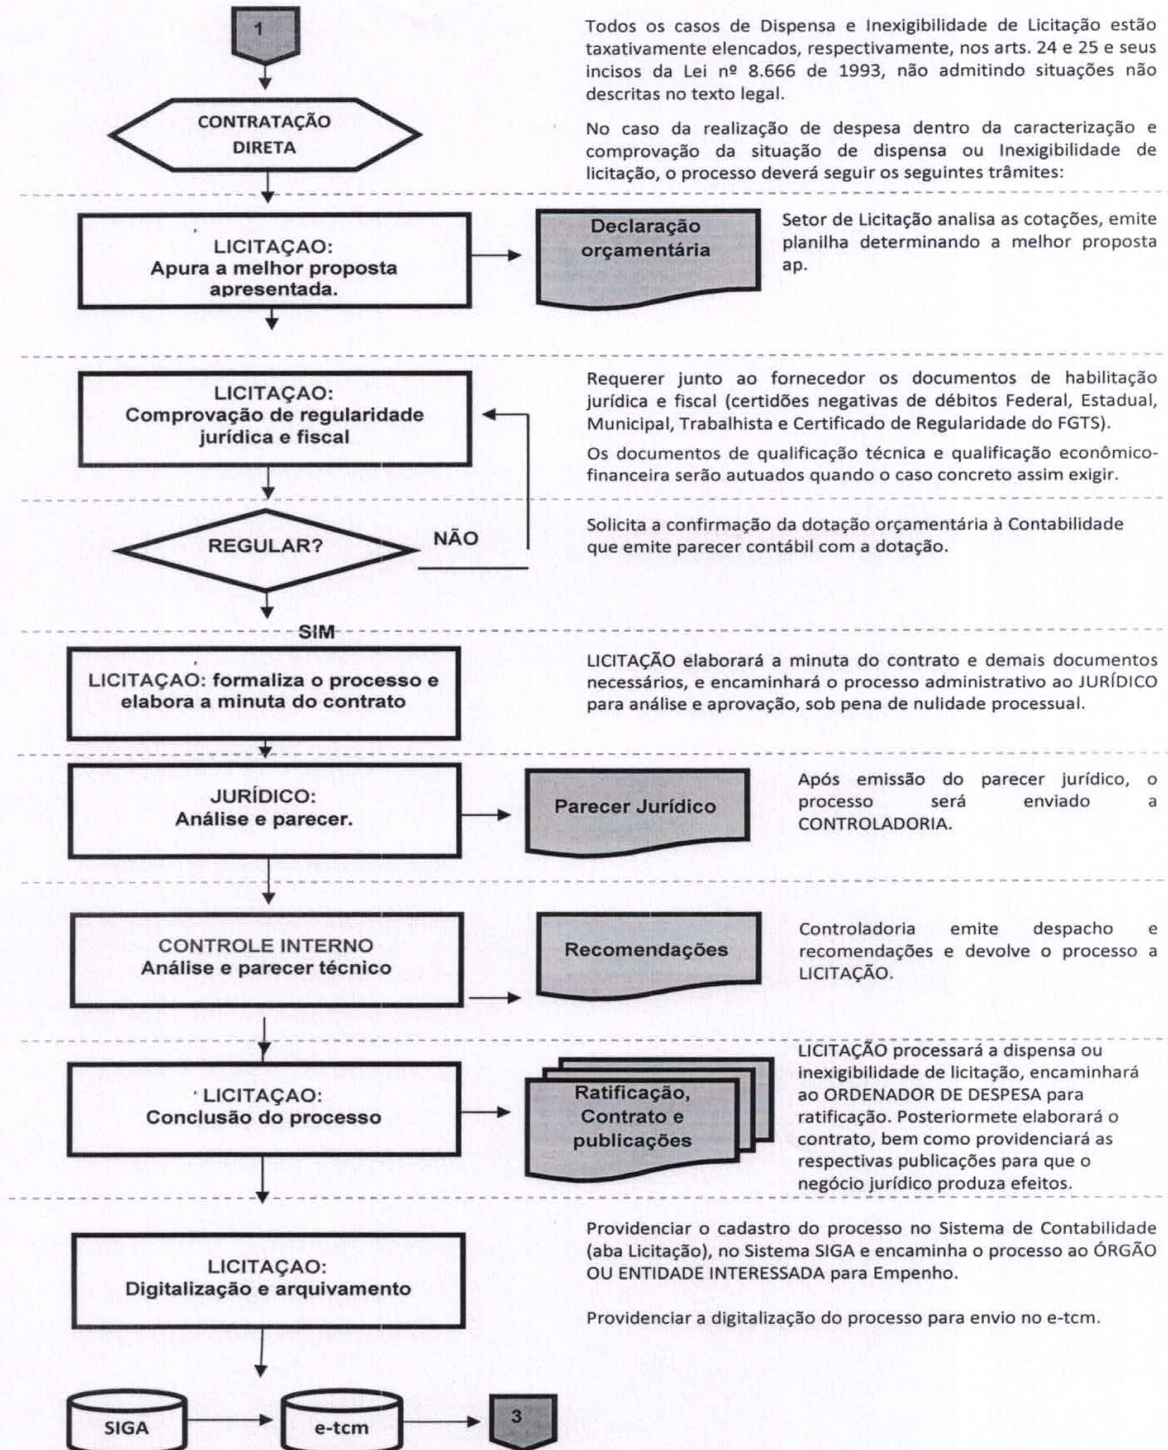 1
Todos os casos de Dispensa e Inexigibilidade de Licitação estão
taxativamente elencados, respectivamente, nos arts. 24 e 25 e seus
incisos da Lei nº 8.666 de 1993, não admitindo situações não
descritas no texto legal.
CONTRATAÇÃO
DIRETA
No caso da realização de despesa dentro da caracterização e
comprovação da situação de dispensa ou Inexigibilidade de
licitação, o processo deverá seguir os seguintes trâmites:
LICITAÇAO:
Apura a melhor proposta
apresentada.
Declaração
orçamentária
Setor de Licitação analisa as cotações, emite
planilha determinando a melhor proposta
ap.
LICITAÇAO:
Comprovação de regularidade
jurídica e fiscal
Requerer junto ao fornecedor os documentos de habilitação
jurídica e fiscal (certidões negativas de débitos Federal, Estadual,
Municipal, Trabalhista e Certificado de Regularidade do FGTS).
Os documentos de qualificação técnica e qualificação econômico-
financeira serão autuados quando o caso concreto assim exigir.
REGULAR?
NÃO
Solicita a confirmação da dotação orçamentária à Contabilidade
que emite parecer contábil com a dotação.
SIM
LICITAÇAO: formaliza o processo e
elabora a minuta do contrato
LICITAÇÃO elaborará a minuta do contrato e demais documentos
necessários, e encaminhará o processo administrativo ao JURÍDICO
para análise e aprovação, sob pena de nulidade processual.
JURÍDICO:
Análise e parecer.
Parecer Jurídico
Após emissão do parecer jurídico, o
processo será enviado a
CONTROLADORIA.
CONTROLE INTERNO
Análise e parecer técnico
Recomendações
Controladoria emite despacho e
recomendações e devolve o processo a
LICITAÇÃO.
LICITAÇAO:
Conclusão do processo
Ratificação,
Contrato e
publicações
LICITAÇÃO processará a dispensa ou
inexigibilidade de licitação, encaminhará
ao ORDENADOR DE DESPESA para
ratificação. Posteriormete elaborará o
contrato, bem como providenciará as
respectivas publicações para que o
negócio jurídico produza efeitos.
LICITAÇAO:
Digitalização e arquivamento
Providenciar o cadastro do processo no Sistema de Contabilidade
(aba Licitação), no Sistema SIGA e encaminha o processo ao ÓRGÃO
OU ENTIDADE INTERESSADA para Empenho.
Providenciar a digitalização do processo para envio no e-tcm.
SIGA
e-tcm
3